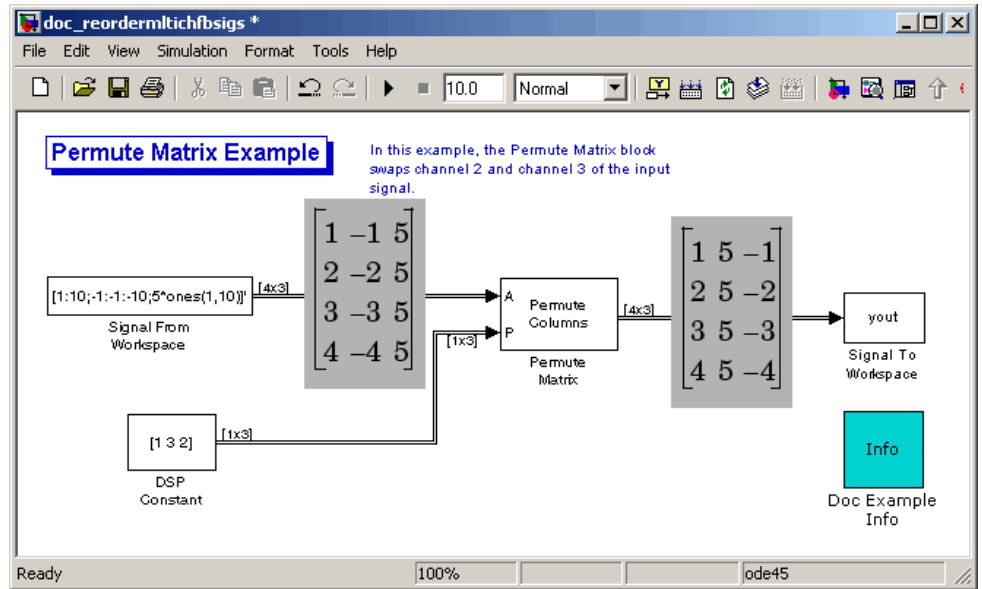 doc_reordermltichfbsigs *
File Edit View Simulation Format Tools Help
10.0 Normal
Permute Matrix Example
In this example, the Permute Matrix block
swaps channel 2 and channel 3 of the input
signal.
[1:10;-1:-1:-10;5*ones(1,10)]'
Signal From
Workspace
[4x3]
1 –1 5
2 –2 5
3 –3 5
4 –4 5
[1x3]
A
P
Permute
Columns
Permute
Matrix
[4x3]
1 5 –1
2 5 –2
3 5 –3
4 5 –4
yout
Signal To
Workspace
[1 3 2]
[1x3]
DSP
Constant
Info
Doc Example
Info
Ready 100% ode45